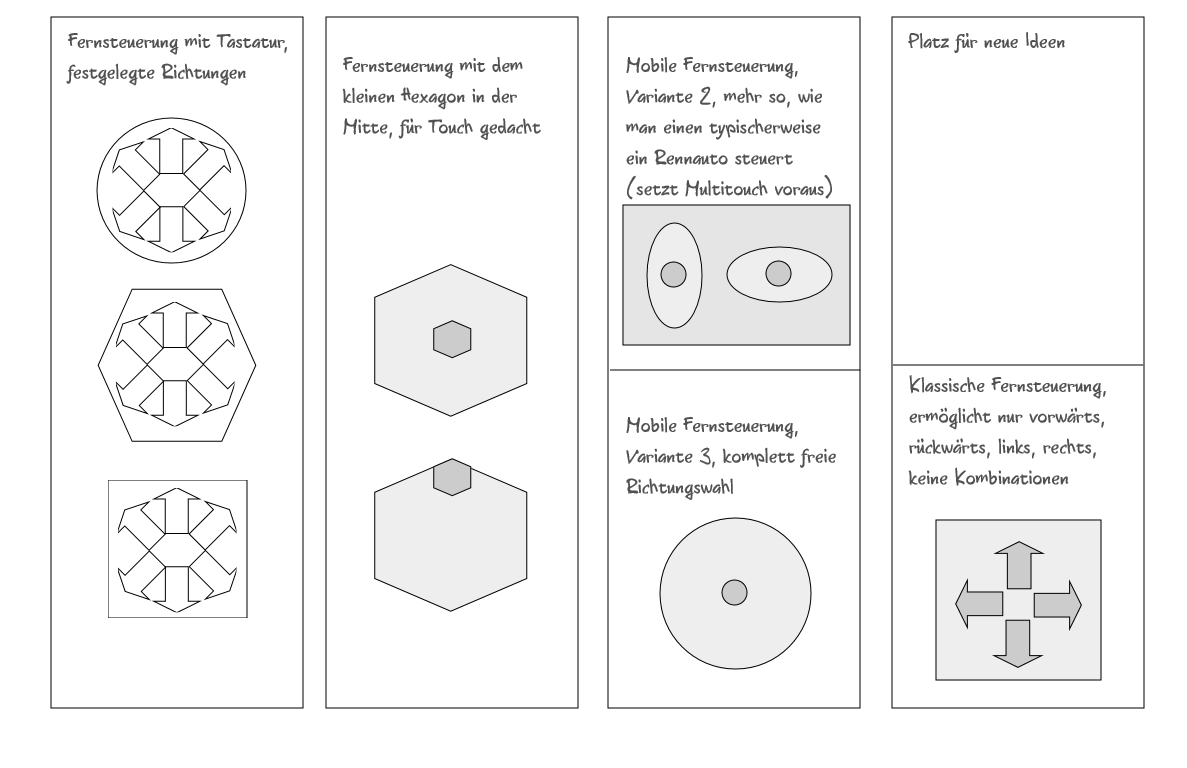 Fernsteuerung mit Tastatur,
festgelegte Richtungen
Fernsteuerung mit dem
kleinen Hexagon in der
Mitte, für Touch gedacht
Mobile Fernsteuerung,
Variante 2, mehr so, wie
man einen typischerweise
ein Rennauto steuert
(setzt Multitouch voraus)
Mobile Fernsteuerung,
Variante 3, komplett freie
Richtungswahl
Platz für neue Ideen
Klassische Fernsteuerung,
ermöglicht nur vorwärts,
rückwärts, links, rechts,
keine Kombinationen